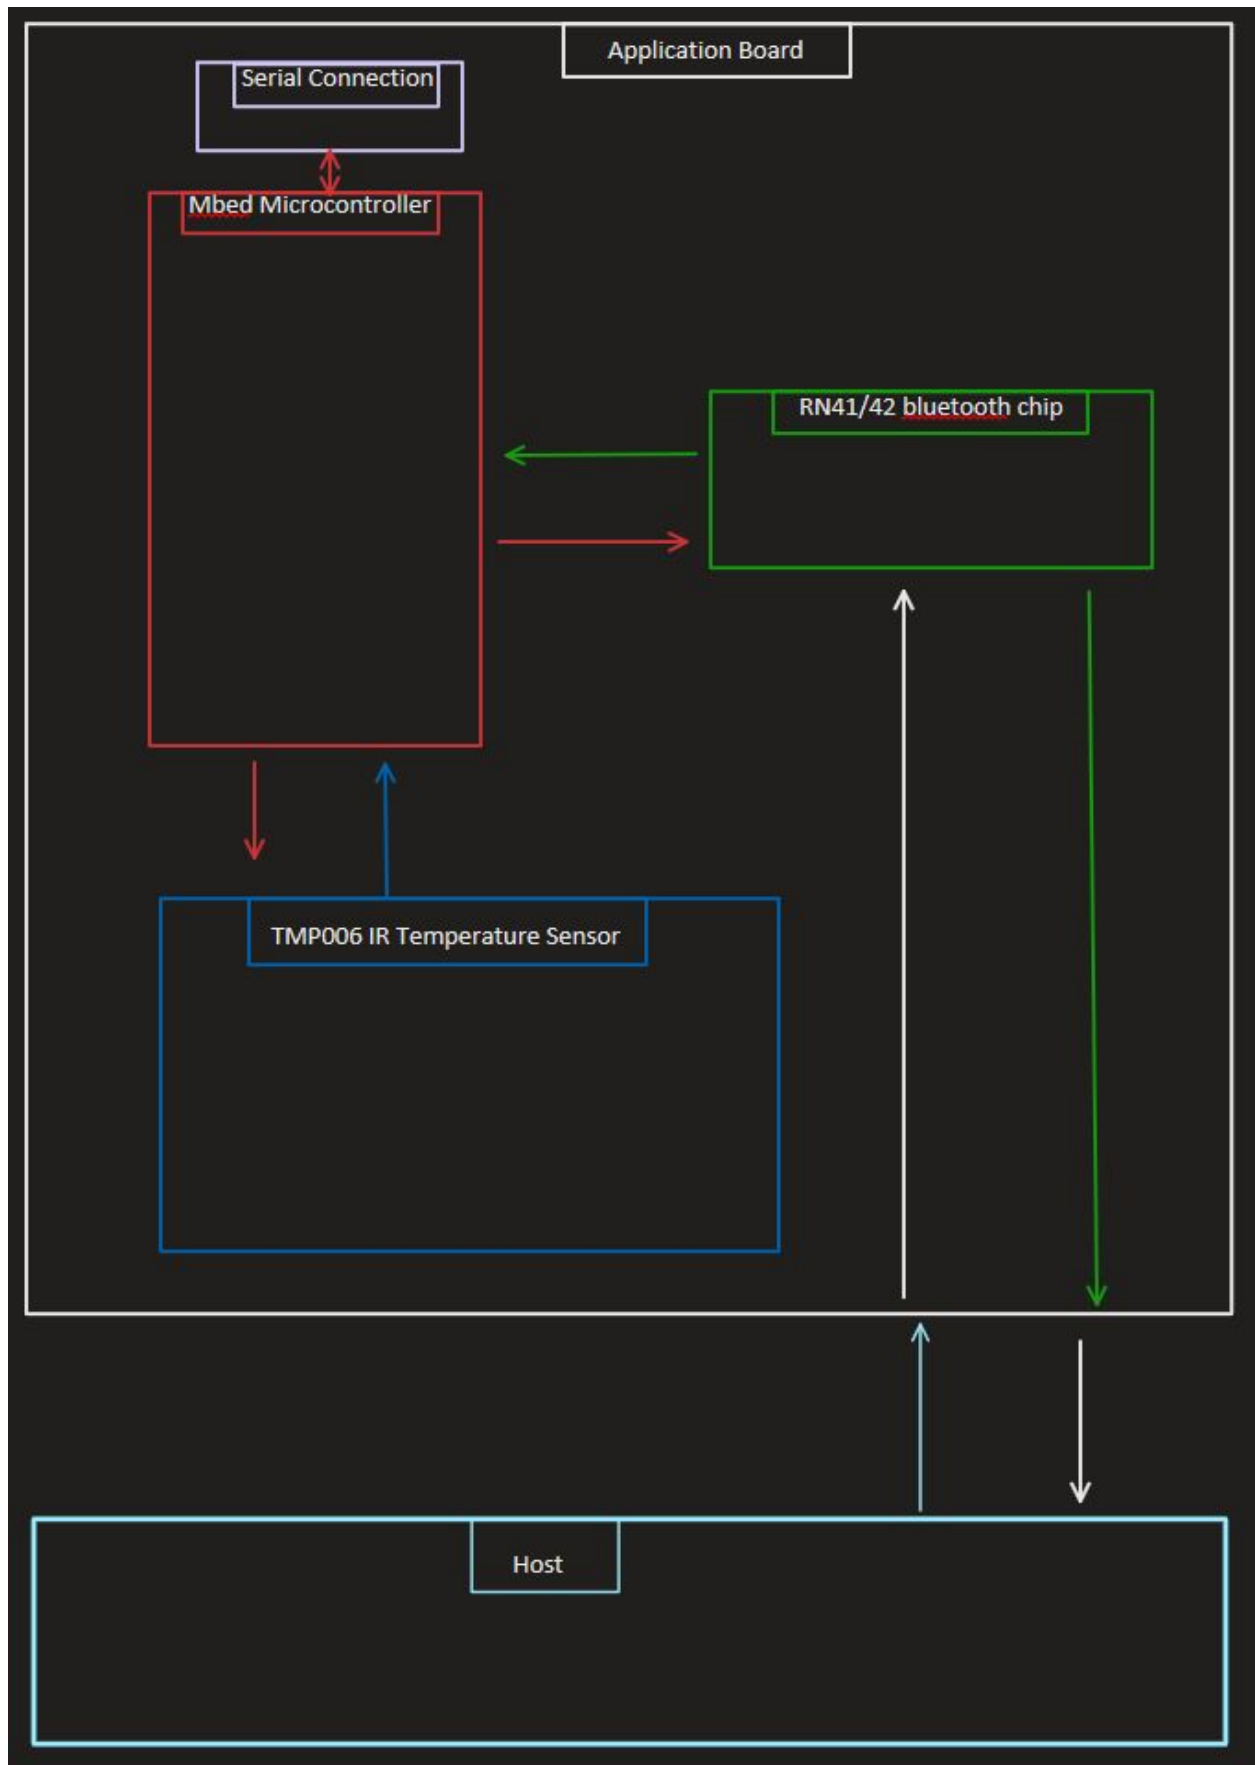 Application Board
Serial Connection
Mbed Microcontroller
RN41/42 bluetooth chip
TMP006 IR Temperature Sensor
Host